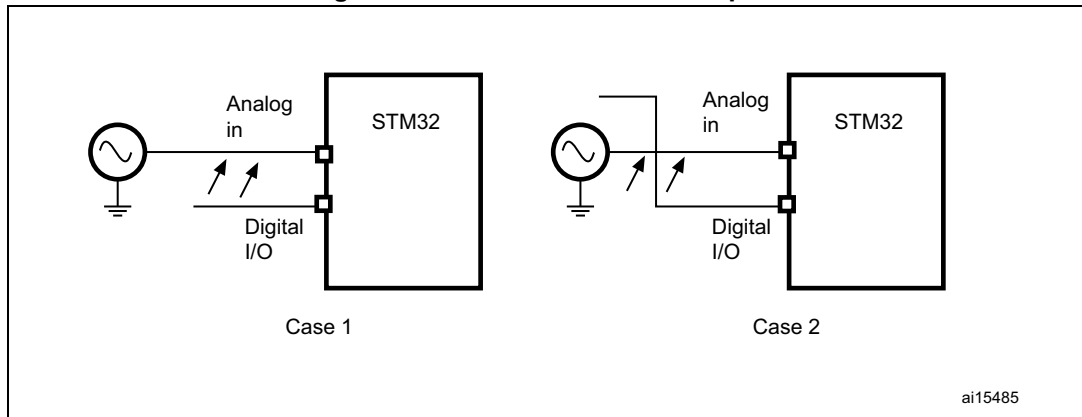 Analog
in
STM32
Digital
I/O
Case 1
Analog
in
STM32
Digital
I/O
Case 2
ai15485